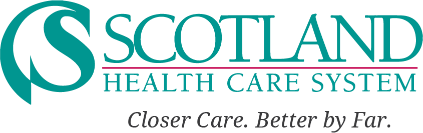 SCOTLAND
HEALTH CARE SYSTEM
Closer Care. Better by Far.